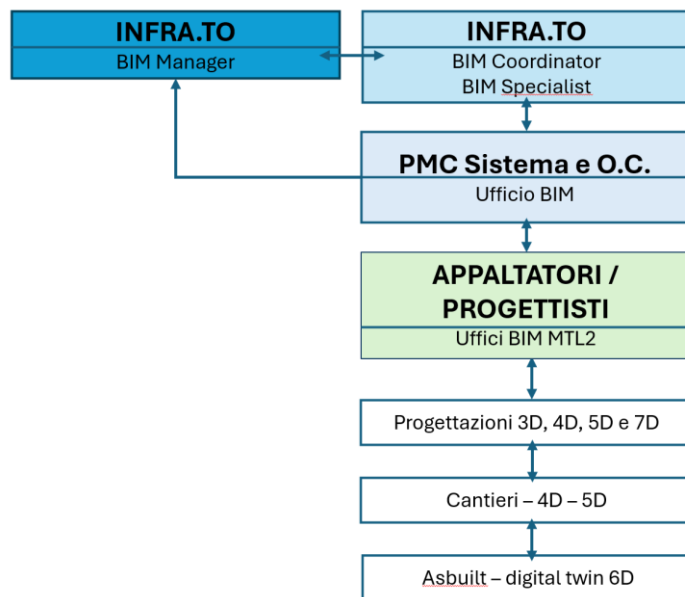 INFRA.TO
BIM Manager
INFRA.TO
BIM Coordinator
BIM Specialist
PMC Sistema e O.C.
Ufficio BIM
APPALTATORI /
PROGETTISTI
Uffici BIM MTL2
Progettazioni 3D, 4D, 5D e 7D
Cantieri – 4D – 5D
Asbuilt – digital twin 6D